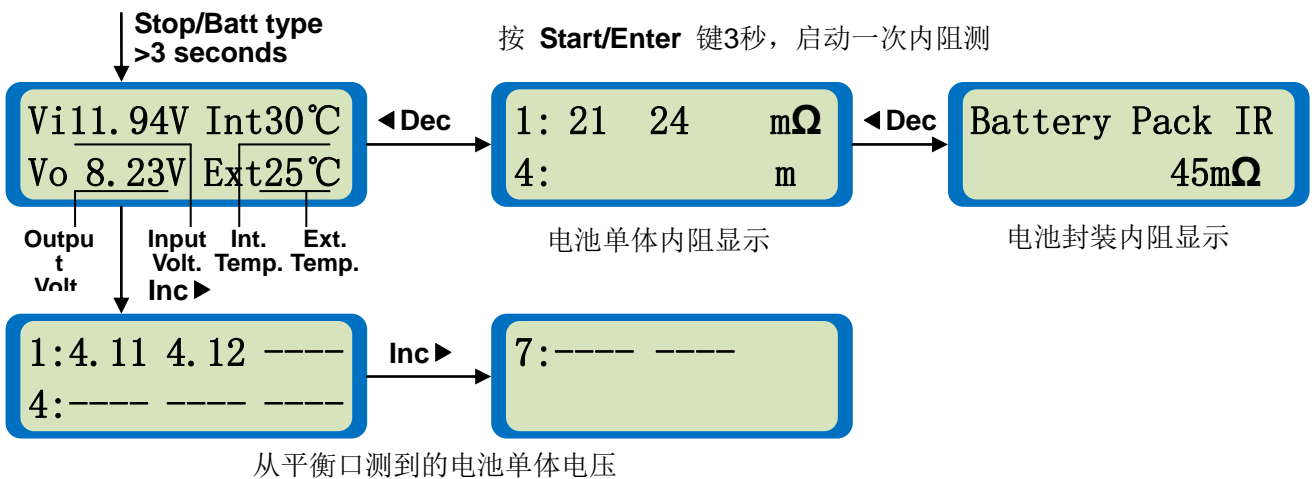 Stop/Batt type
>3 seconds
按 Start/Enter 键3秒，启动一次内阻测
Vi11.94V Int30℃
Vo 8.23V Ext25℃
◀Dec
1: 21 24 mΩ
4: m
◀Dec
Battery Pack IR
45mΩ
Outpu
t
Volt
Input
Volt.
Int.
Temp.
Ext.
Temp.
电池单体内阻显示
电池封装内阻显示
Inc▶
1:4.11 4.12 ----
4:---- ---- ----
Inc▶
7:---- ----
从平衡口测到的电池单体电压